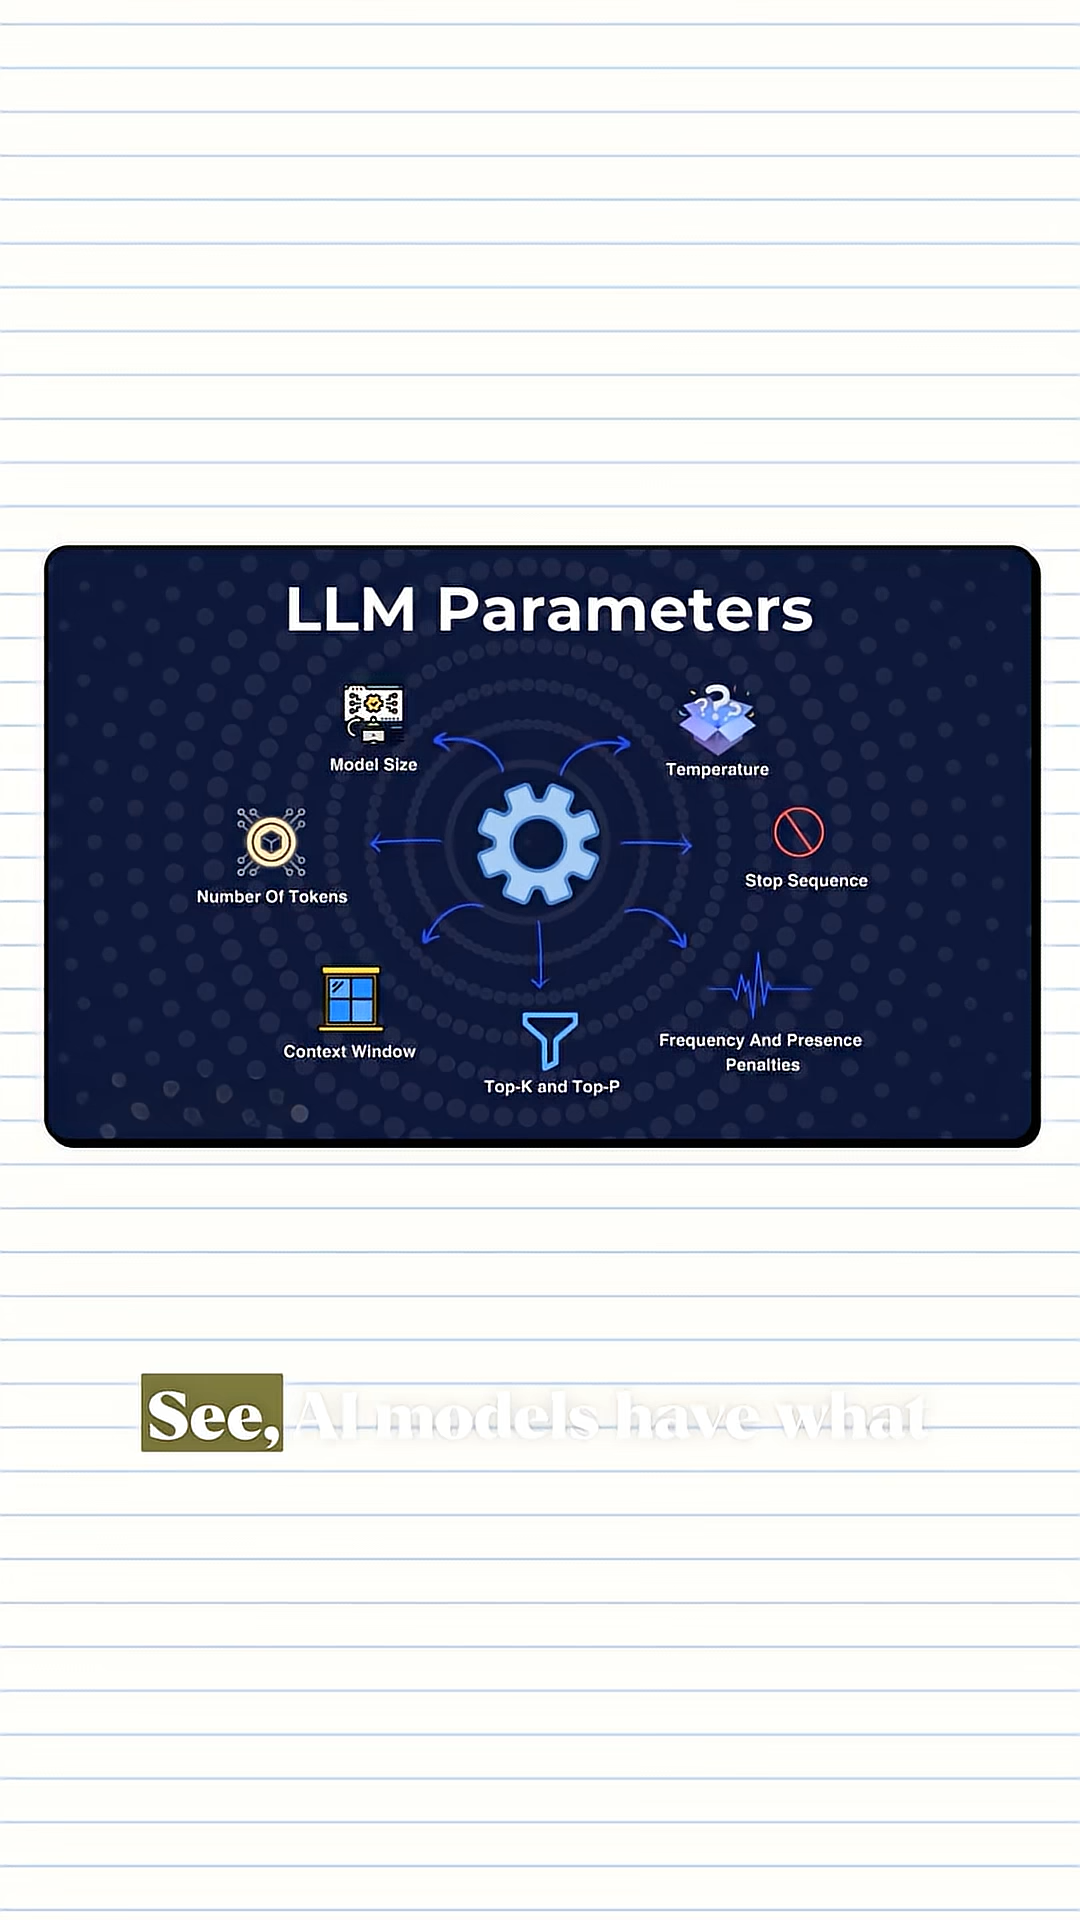 LLM Parameters
Model Size
Temperature
Number Of Tokens
Stop Sequence
Context Window
Top-K and Top-P
Frequency And Presence
Penalties
See, AI models have what